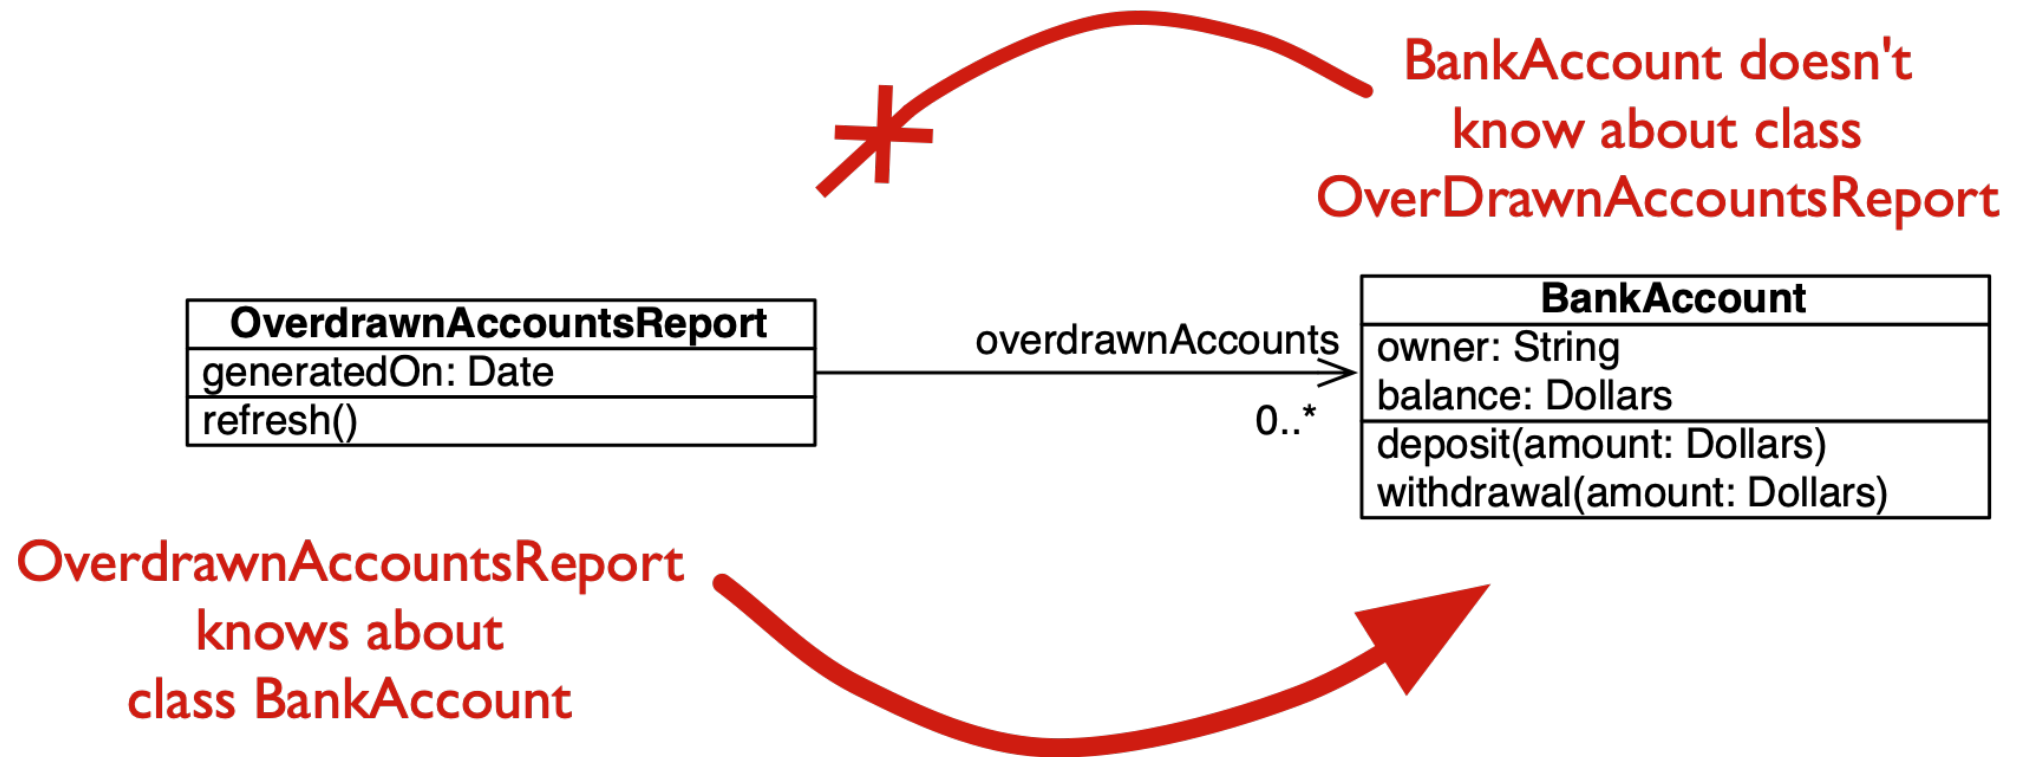 BankAccount doesn't
know about class
OverDrawnAccountsReport
OverdrawnAccountsReport
generatedOn: Date
refresh()
overdrawnAccounts
0..*
BankAccount
owner: String
balance: Dollars
deposit(amount: Dollars)
withdrawal(amount: Dollars)
OverdrawnAccountsReport
knows about
class BankAccount